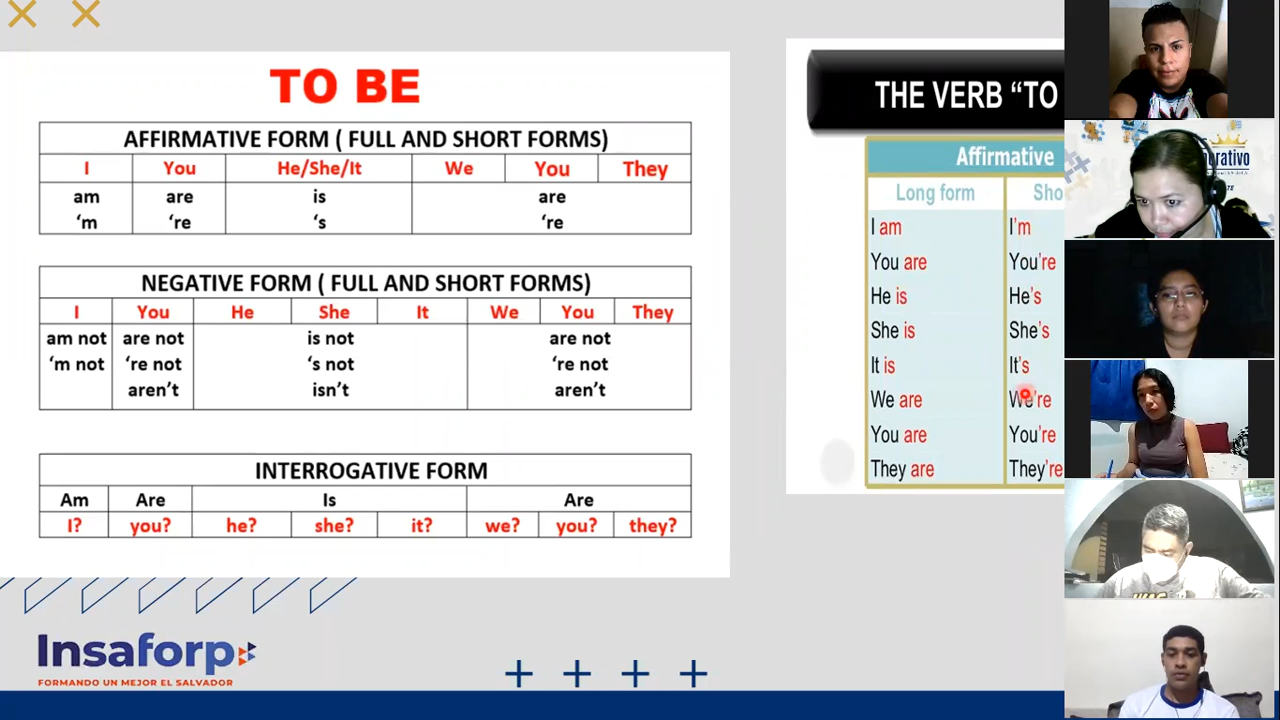 TO BE
AFFIRMATIVE FORM ( FULL AND SHORT FORMS)
I You He/She/It We You They
am are is are
‘m ‘re ‘s ‘re
NEGATIVE FORM ( FULL AND SHORT FORMS)
I You He She It We You They
am not are not is not are not
‘m not ‘re not ‘s not ‘re not
aren’t isn’t aren’t
INTERROGATIVE FORM
Am Are Is Are
I? you? he? she? it? we? you? they?
Insaforp
FORMANDO UN MEJOR EL SALVADOR
THE VERB “TO
Affirmative
Long form Sho
I am I’m
You are You’re
He is He’s
She is She’s
It is It’s
We are We’re
You are You’re
They are They’re